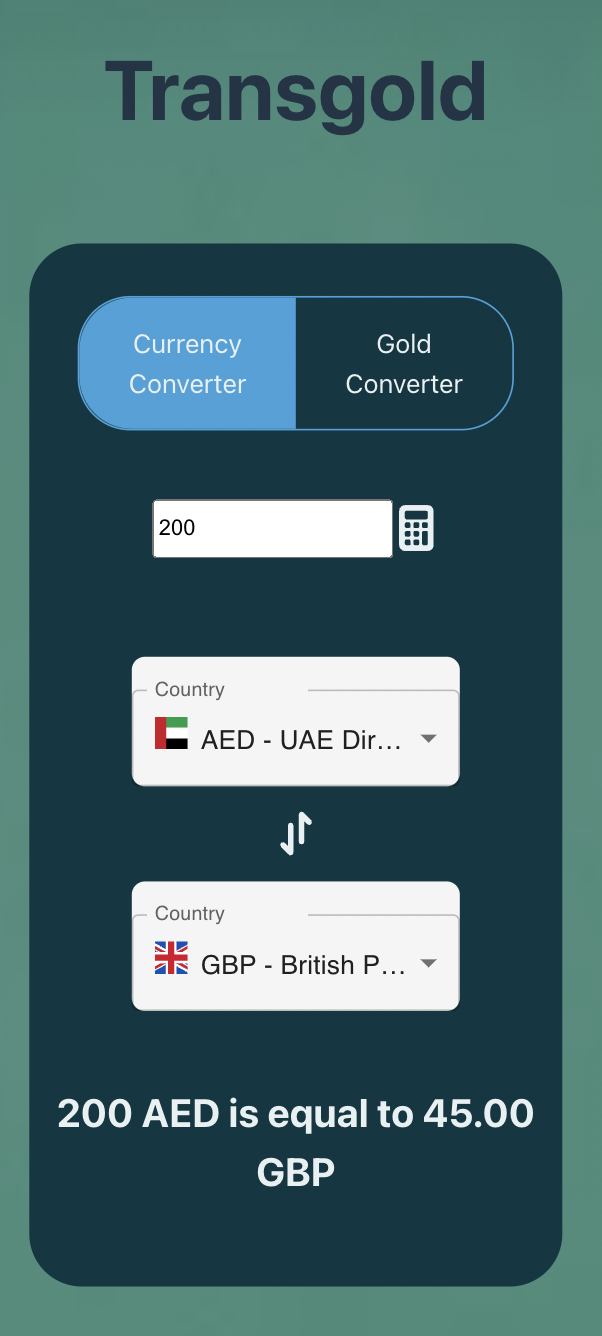 Transgold
Currency
Converter
Gold
Converter
200
Country
AED - UAE Dir...
Country
GBP - British P...
200 AED is equal to 45.00
GBP